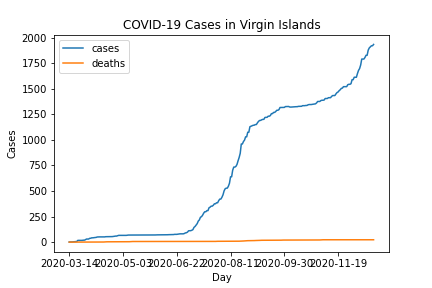 COVID-19 Cases in Virgin Islands
cases
deaths
2000
1750
1500
1250
1000
750
500
250
0
Cases
2020-03-14 2020-05-03 2020-06-22 2020-08-11 2020-09-30 2020-11-19
Day